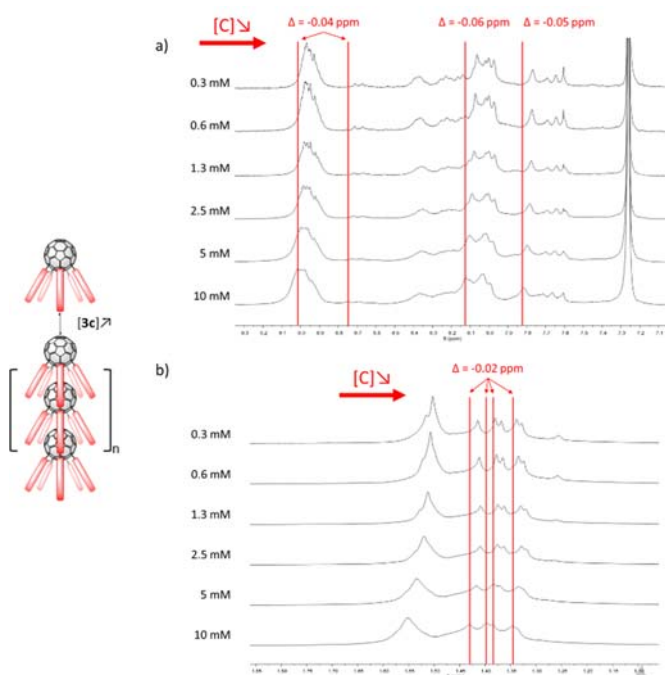 a)
[C]↘
Δ = -0.04 ppm
Δ = -0.06 ppm
Δ = -0.05 ppm
0.3 mM
0.6 mM
1.3 mM
2.5 mM
5 mM
10 mM
[3c]↗
n
b)
[C]↘
Δ = -0.02 ppm
0.3 mM
0.6 mM
1.3 mM
2.5 mM
5 mM
10 mM